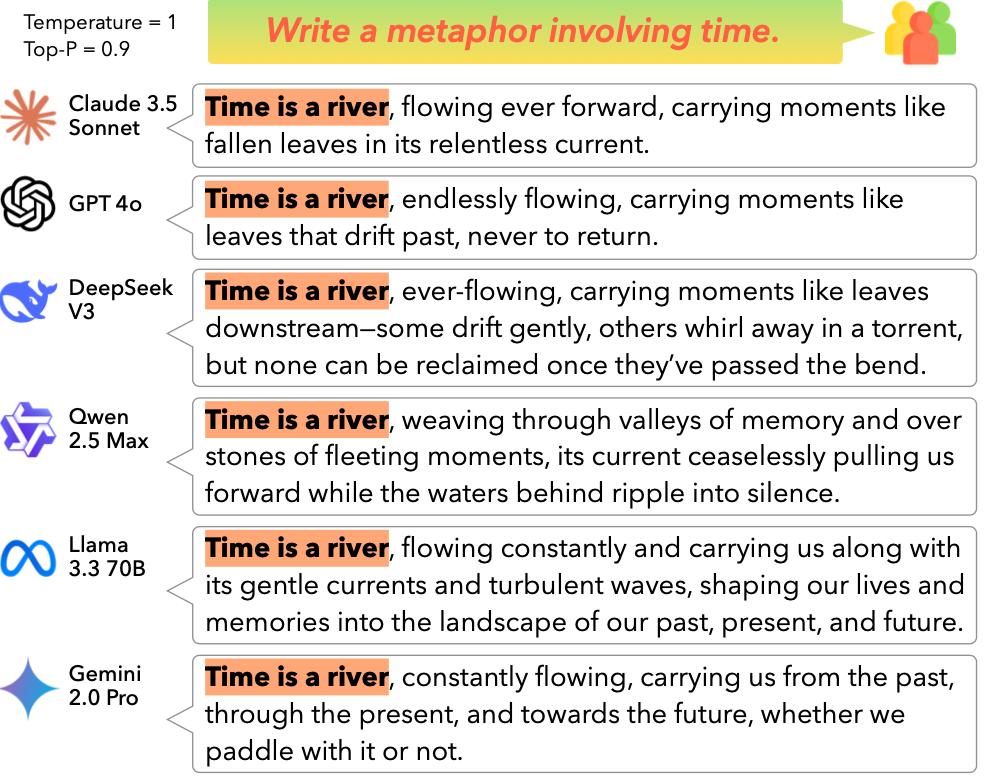 Temperature = 1
Top-P = 0.9
Write a metaphor involving time.
Claude 3.5
Sonnet
Time is a river, flowing ever forward, carrying moments like
fallen leaves in its relentless current.
GPT 4o
Time is a river, endlessly flowing, carrying moments like
leaves that drift past, never to return.
DeepSeek
V3
Time is a river, ever-flowing, carrying moments like leaves
downstream—some drift gently, others whirl away in a torrent,
but none can be reclaimed once they’ve passed the bend.
Qwen
2.5 Max
Time is a river, weaving through valleys of memory and over
stones of fleeting moments, its current ceaselessly pulling us
forward while the waters behind ripple into silence.
Llama
3.3 70B
Time is a river, flowing constantly and carrying us along with
its gentle currents and turbulent waves, shaping our lives and
memories into the landscape of our past, present, and future.
Gemini
2.0 Pro
Time is a river, constantly flowing, carrying us from the past,
through the present, and towards the future, whether we
paddle with it or not.